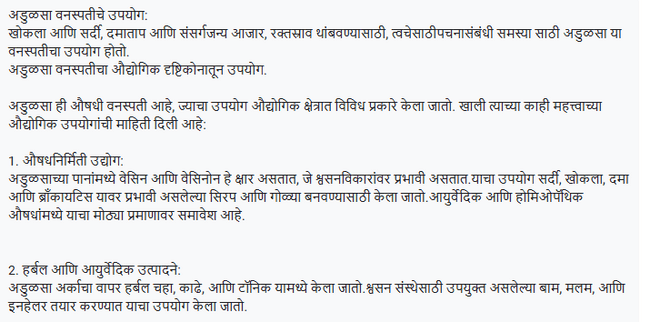 अडुळसा वनस्पतीचे उपयोग:
खोकला आणि सर्दी, दमाताप आणि संसर्गजन्य आजार, रक्तस्राव थांबवण्यासाठी, त्वचेसाठीपचनासंबंधी समस्या साठी अडुळसा या
वनस्पतीचा उपयोग होतो.
अडुळसा वनस्पतीचा औद्योगिक दृष्टिकोनातून उपयोग.
अडुळसा ही औषधी वनस्पती आहे, ज्याचा उपयोग औद्योगिक क्षेत्रात विविध प्रकारे केला जातो. खाली त्याच्या काही महत्त्वाच्या
औद्योगिक उपयोगांची माहिती दिली आहे:
1. औषधनिर्मिती उद्योग:
अडुळसाच्या पानांमध्ये वेसिन आणि वेसिनोन हे क्षार असतात, जे श्वसनविकारांवर प्रभावी असतात.याचा उपयोग सर्दी, खोकला, दमा
आणि ब्राँकायटिस यावर प्रभावी असलेल्या सिरप आणि गोळ्या बनवण्यासाठी केला जातो.आयुर्वेदिक आणि होमिओपॅथिक
औषधांमध्ये याचा मोठ्या प्रमाणावर समावेश आहे.
2. हर्बल आणि आयुर्वेदिक उत्पादने:
अडुळसा अर्काचा वापर हर्बल चहा, काढे, आणि टॉनिक यामध्ये केला जातो.श्वसन संस्थेसाठी उपयुक्त असलेल्या बाम, मलम, आणि
इनहेलर तयार करण्यात याचा उपयोग केला जातो.